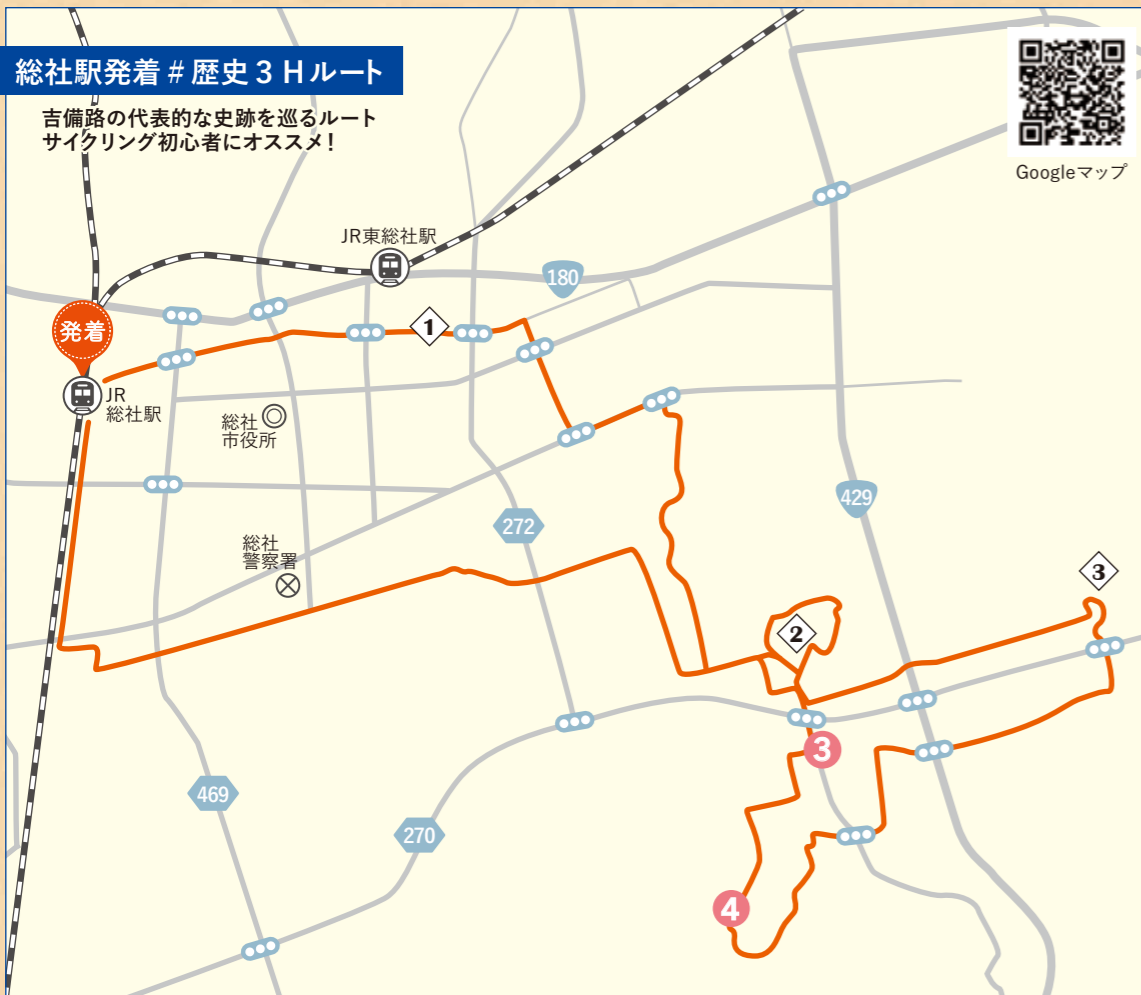 総社駅発着 # 歴史 3 H ルート
吉備路の代表的な史跡を巡るルート
サイクリング初心者にオススメ！
Googleマップ
JR東総社駅
180
発着
1
JR
総社駅
総社
市役所
429
272
総社
警察署
3
2
3
469
270
4